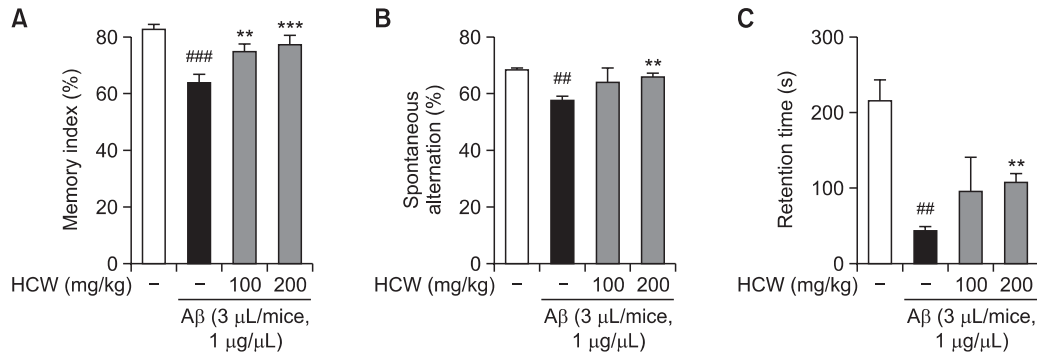 A
Memory index (%)
80
60
40
20
0
###
**
***
HCW (mg/kg)
– – 100 200
Aβ (3 μL/mice,
1 μg/μL)
B
Spontaneous
alternation (%)
80
60
40
20
0
##
**
– – 100 200
Aβ (3 μL/mice,
1 μg/μL)
C
Retention time (s)
300
200
100
0
##
**
HCW (mg/kg)
– – 100 200
Aβ (3 μL/mice,
1 μg/μL)
HCW (mg/kg)